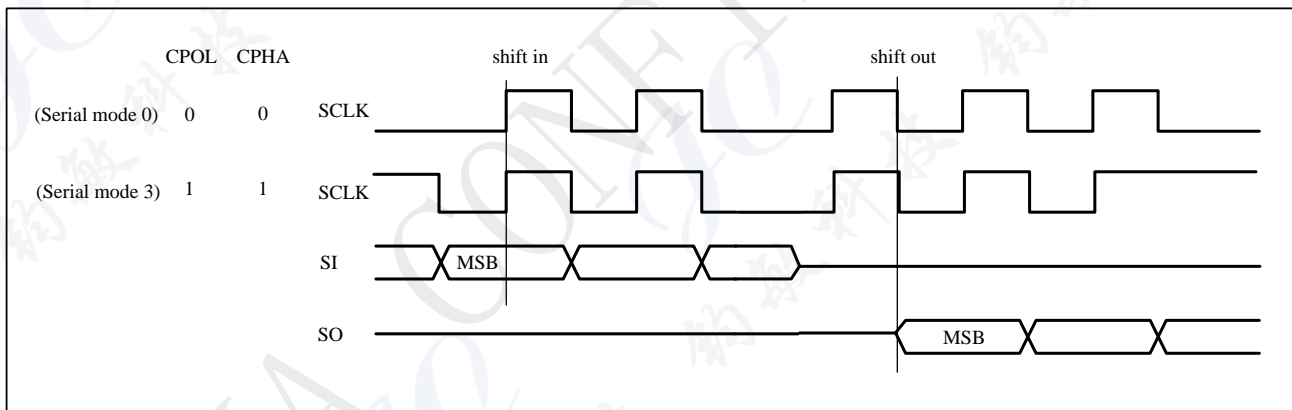 CPOL CPHA shift in shift out
(Serial mode 0) 0 0 SCLK
(Serial mode 3) 1 1 SCLK
SI MSB
SO MSB